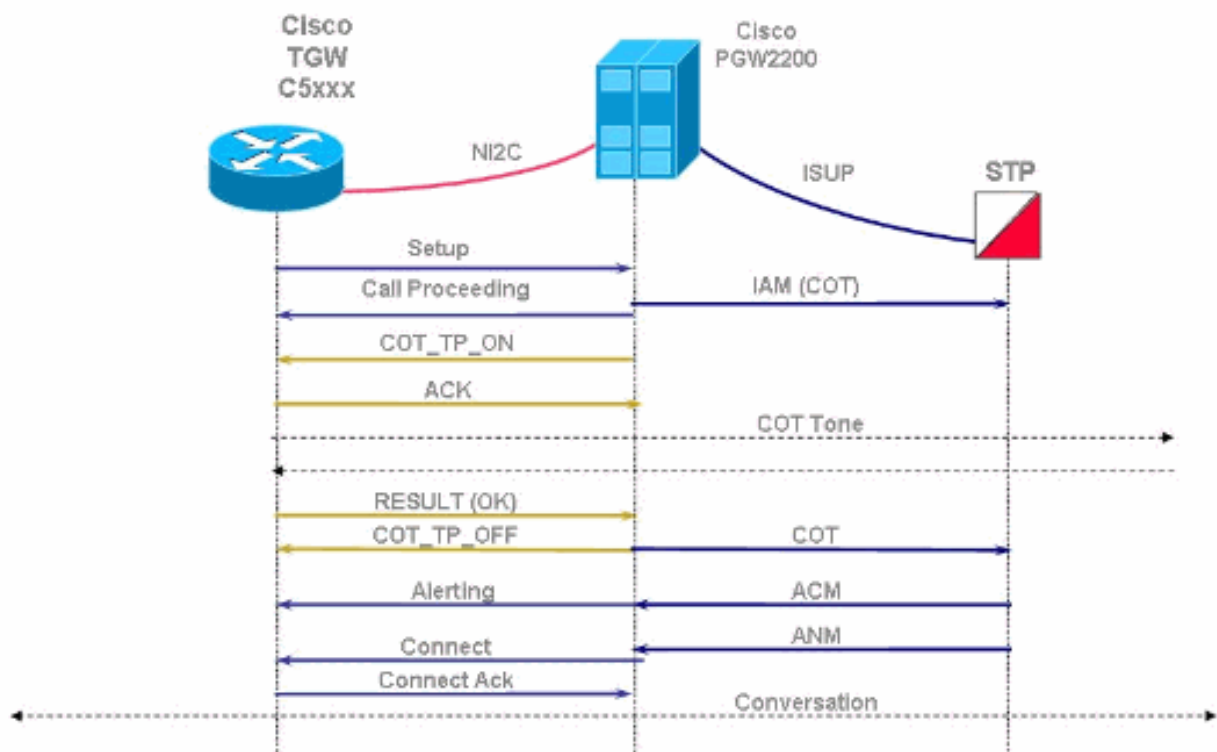 Cisco
TGW
C5xxx
Cisco
PGW2200
NI2C
ISUP
STP
Setup
Call Proceeding
IAM (COT)
COT_TP_ON
ACK
COT Tone
RESULT (OK)
COT_TP_OFF
COT
Alerting
ACM
ANM
Connect
Connect Ack
Conversation